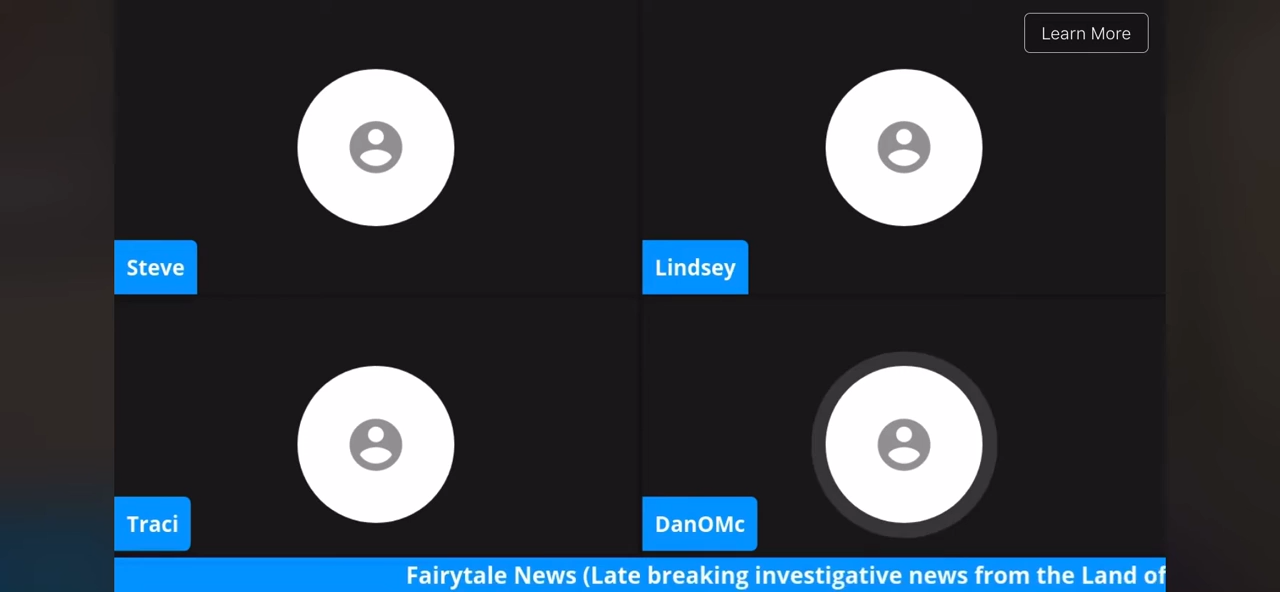 Learn More
Steve
Lindsey
Traci
DanOMc
Fairytale News (Late breaking investigative news from the Land of